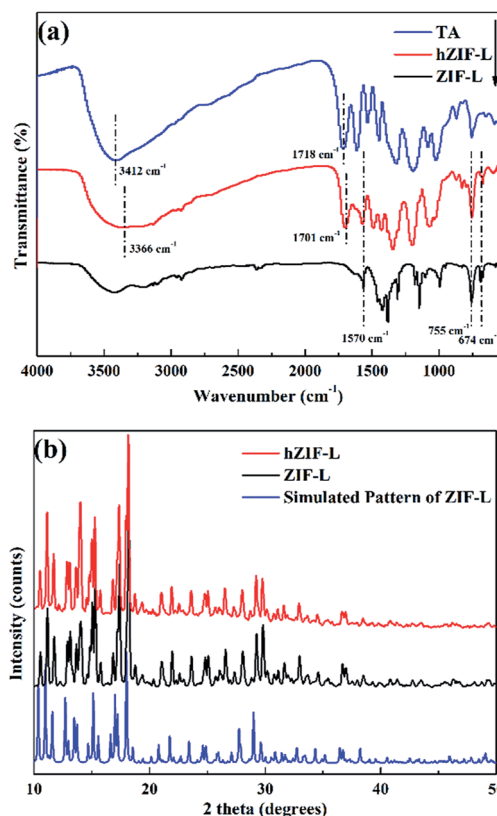 (a)
TA
hZIF-L
ZIF-L
3412 cm⁻¹
1718 cm⁻¹
3366 cm⁻¹
1701 cm⁻¹
1570 cm⁻¹
755 cm⁻¹
674 cm⁻¹
Transmittance (%)
4000 3500 3000 2500 2000 1500 1000
Wavenumber (cm⁻¹)
(b)
hZIF-L
ZIF-L
Simulated Pattern of ZIF-L
Intensity (counts)
10 20 30 40 50
2 theta (degrees)